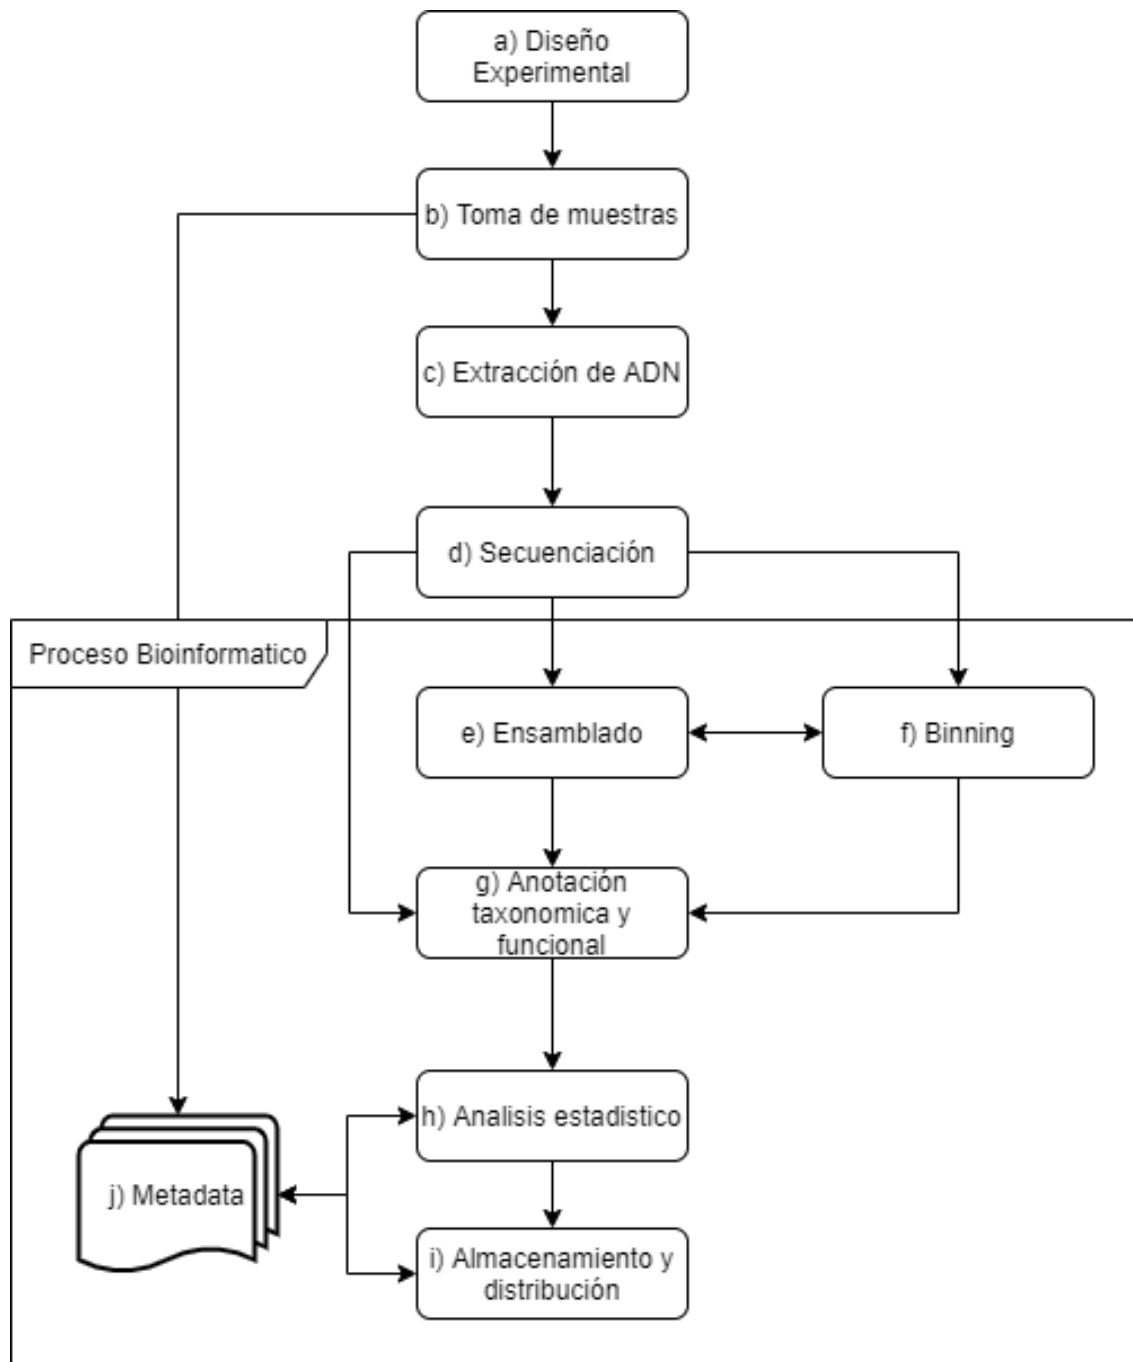 a) Diseño
Experimental
b) Toma de muestras
c) Extracción de ADN
d) Secuenciación
Proceso Bioinformatico
e) Ensamblado
f) Binning
g) Anotación
taxonomica y
funcional
h) Analisis estadistico
j) Metadata
i) Almacenamiento y
distribución